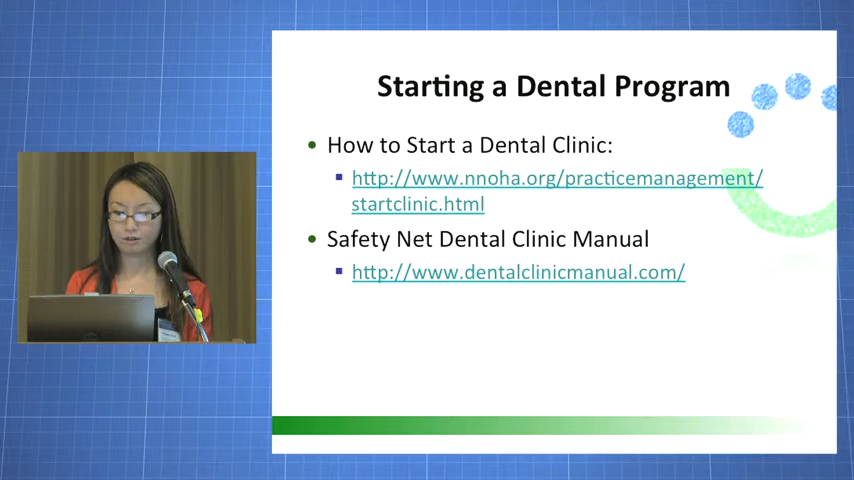 Starting a Dental Program
• How to Start a Dental Clinic:
▪ http://www.nnoha.org/practicemanagement/
startclinic.html
• Safety Net Dental Clinic Manual
▪ http://www.dentalclinicmanual.com/